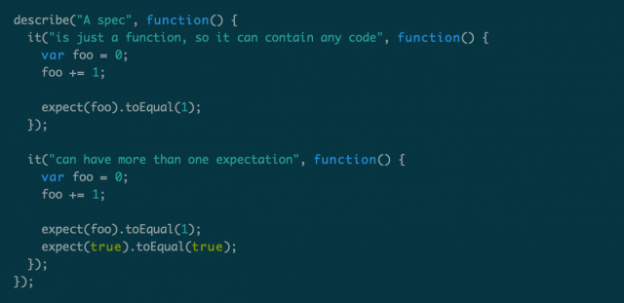 describe("A spec", function() {
  it("is just a function, so it can contain any code", function() {
    var foo = 0;
    foo += 1;

    expect(foo).toEqual(1);
  });

  it("can have more than one expectation", function() {
    var foo = 0;
    foo += 1;

    expect(foo).toEqual(1);
    expect(true).toEqual(true);
  });
});